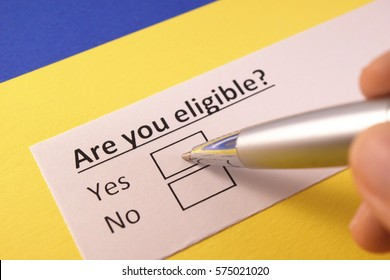 Are you eligible?
Yes
No
shutterstock.com · 575021020